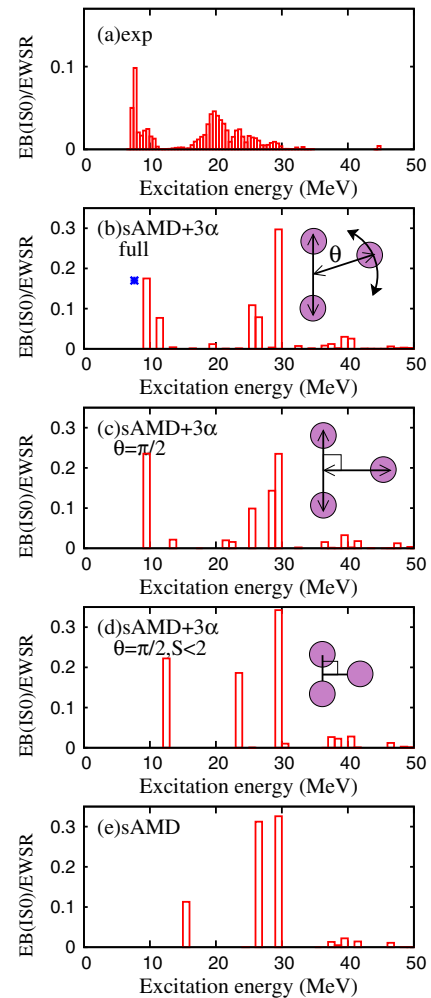 (a)exp
0.1
0
EB(IS0)/EWSR
0 10 20 30 40 50
Excitation energy (MeV)
(b)sAMD+3α
full
θ
0.3
0.2
0.1
0
EB(IS0)/EWSR
0 10 20 30 40 50
Excitation energy (MeV)
(c)sAMD+3α
θ=π/2
0.3
0.2
0.1
0
EB(IS0)/EWSR
0 10 20 30 40 50
Excitation energy (MeV)
(d)sAMD+3α
θ=π/2,S<2
0.3
0.2
0.1
0
EB(IS0)/EWSR
0 10 20 30 40 50
Excitation energy (MeV)
(e)sAMD
0.3
0.2
0.1
0
EB(IS0)/EWSR
0 10 20 30 40 50
Excitation energy (MeV)